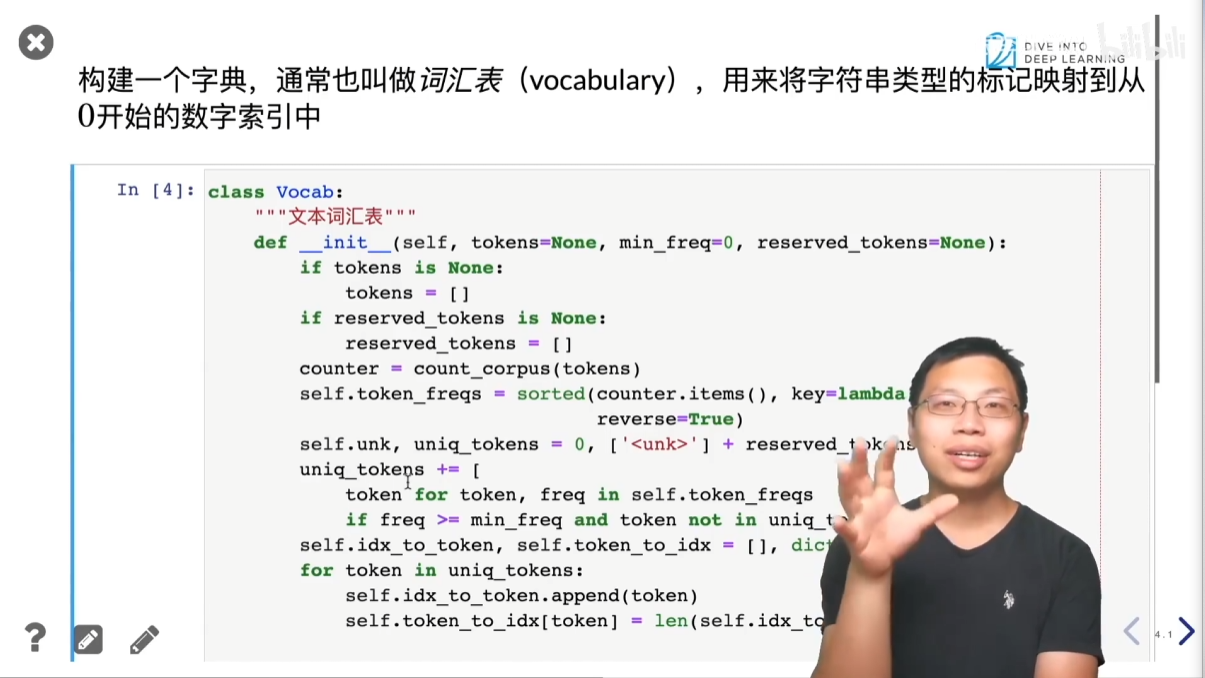 DIVE INTO
DEEP LEARNING
bilibili
构建一个字典，通常也叫做词汇表（vocabulary），用来将字符串类型的标记映射到从
0开始的数字索引中
In [4]:
class Vocab:
"""文本词汇表"""
def __init__(self, tokens=None, min_freq=0, reserved_tokens=None):
if tokens is None:
tokens = []
if reserved_tokens is None:
reserved_tokens = []
counter = count_corpus(tokens)
self.token_freqs = sorted(counter.items(), key=lambda
reverse=True)
self.unk, uniq_tokens = 0, ['<unk>'] + reserved_tokens
uniq_tokens += [
token for token, freq in self.token_freqs
if freq >= min_freq and token not in uniq_t
self.idx_to_token, self.token_to_idx = [], dict
for token in uniq_tokens:
self.idx_to_token.append(token)
self.token_to_idx[token] = len(self.idx_to
?
4.1